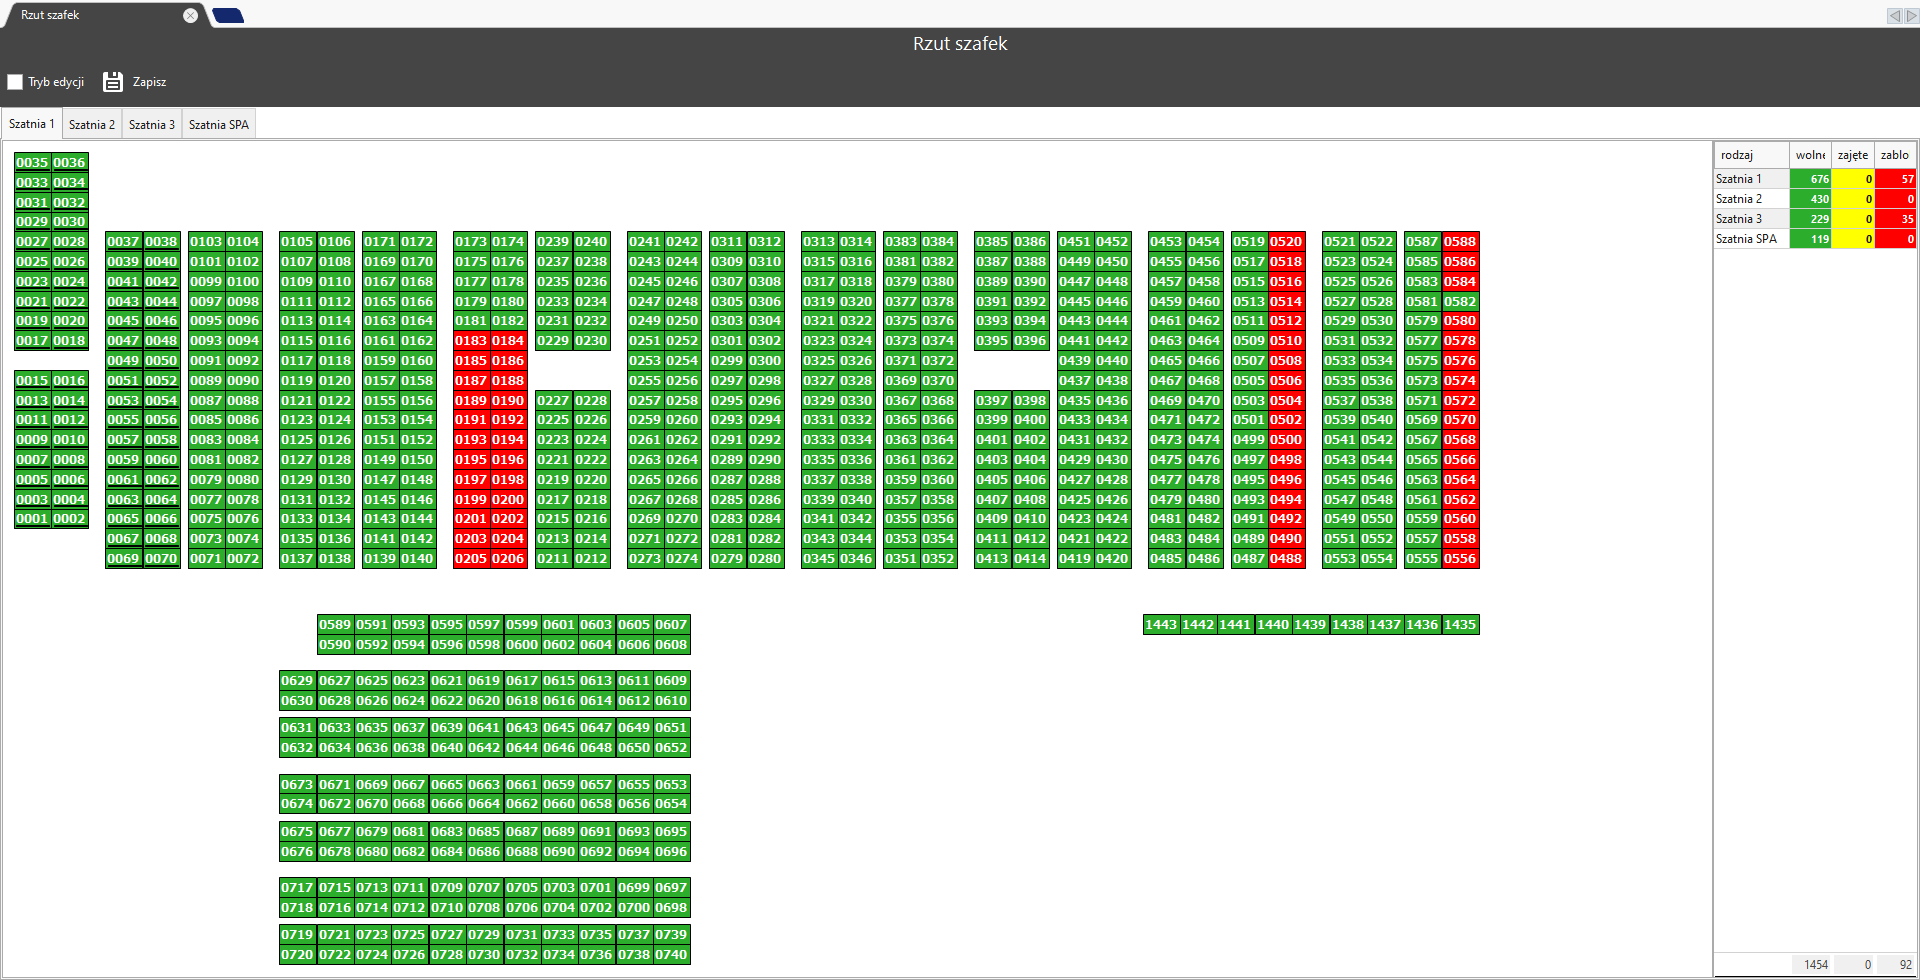 Rzut szafek
Rzut szafek
Tryb edycji Zapisz
Szatnia 1 Szatnia 2 Szatnia 3 Szatnia SPA
0035 0036
0033 0034
0031 0032
0029 0030
0027 0028 0037 0038 0103 0104 0105 0106 0171 0172 0173 0174 0239 0240 0241 0242 0311 0312 0313 0314 0383 0384 0385 0386 0451 0452 0453 0454 0519 0520 0521 0522 0587 0588
0025 0026 0039 0040 0101 0102 0107 0108 0169 0170 0175 0176 0237 0238 0243 0244 0309 0310 0315 0316 0381 0382 0387 0388 0449 0450 0455 0456 0517 0518 0523 0524 0585 0586
0023 0024 0041 0042 0099 0100 0109 0110 0167 0168 0177 0178 0235 0236 0245 0246 0307 0308 0317 0318 0379 0380 0389 0390 0447 0448 0457 0458 0515 0516 0525 0526 0583 0584
0021 0022 0043 0044 0097 0098 0111 0112 0165 0166 0179 0180 0233 0234 0247 0248 0305 0306 0319 0320 0377 0378 0391 0392 0445 0446 0459 0460 0513 0514 0527 0528 0581 0582
0019 0020 0045 0046 0095 0096 0113 0114 0163 0164 0181 0182 0231 0232 0249 0250 0303 0304 0321 0322 0375 0376 0393 0394 0443 0444 0461 0462 0511 0512 0529 0530 0579 0580
0017 0018 0047 0048 0093 0094 0115 0116 0161 0162 0183 0184 0229 0230 0251 0252 0301 0302 0323 0324 0373 0374 0395 0396 0441 0442 0463 0464 0509 0510 0531 0532 0577 0578
0049 0050 0091 0092 0117 0118 0159 0160 0185 0186 0253 0254 0299 0300 0325 0326 0371 0372 0439 0440 0465 0466 0507 0508 0533 0534 0575 0576
0015 0016 0051 0052 0089 0090 0119 0120 0157 0158 0187 0188 0255 0256 0297 0298 0327 0328 0369 0370 0437 0438 0467 0468 0505 0506 0535 0536 0573 0574
0013 0014 0053 0054 0087 0088 0121 0122 0155 0156 0189 0190 0227 0228 0257 0258 0295 0296 0329 0330 0367 0368 0397 0398 0435 0436 0469 0470 0503 0504 0537 0538 0571 0572
0011 0012 0055 0056 0085 0086 0123 0124 0153 0154 0191 0192 0225 0226 0259 0260 0293 0294 0331 0332 0365 0366 0399 0400 0433 0434 0471 0472 0501 0502 0539 0540 0569 0570
0009 0010 0057 0058 0083 0084 0125 0126 0151 0152 0193 0194 0223 0224 0261 0262 0291 0292 0333 0334 0363 0364 0401 0402 0431 0432 0473 0474 0499 0500 0541 0542 0567 0568
0007 0008 0059 0060 0081 0082 0127 0128 0149 0150 0195 0196 0221 0222 0263 0264 0289 0290 0335 0336 0361 0362 0403 0404 0429 0430 0475 0476 0497 0498 0543 0544 0565 0566
0005 0006 0061 0062 0079 0080 0129 0130 0147 0148 0197 0198 0219 0220 0265 0266 0287 0288 0337 0338 0359 0360 0405 0406 0427 0428 0477 0478 0495 0496 0545 0546 0563 0564
0003 0004 0063 0064 0077 0078 0131 0132 0145 0146 0199 0200 0217 0218 0267 0268 0285 0286 0339 0340 0357 0358 0407 0408 0425 0426 0479 0480 0493 0494 0547 0548 0561 0562
0001 0002 0065 0066 0075 0076 0133 0134 0143 0144 0201 0202 0215 0216 0269 0270 0283 0284 0341 0342 0355 0356 0409 0410 0423 0424 0481 0482 0491 0492 0549 0550 0559 0560
0067 0068 0073 0074 0135 0136 0141 0142 0203 0204 0213 0214 0271 0272 0281 0282 0343 0344 0353 0354 0411 0412 0421 0422 0483 0484 0489 0490 0551 0552 0557 0558
0069 0070 0071 0072 0137 0138 0139 0140 0205 0206 0211 0212 0273 0274 0279 0280 0345 0346 0351 0352 0413 0414 0419 0420 0485 0486 0487 0488 0553 0554 0555 0556
0589 0591 0593 0595 0597 0599 0601 0603 0605 0607 1443 1442 1441 1440 1439 1438 1437 1436 1435
0590 0592 0594 0596 0598 0600 0602 0604 0606 0608
0629 0627 0625 0623 0621 0619 0617 0615 0613 0611 0609
0630 0628 0626 0624 0622 0620 0618 0616 0614 0612 0610
0631 0633 0635 0637 0639 0641 0643 0645 0647 0649 0651
0632 0634 0636 0638 0640 0642 0644 0646 0648 0650 0652
0673 0671 0669 0667 0665 0663 0661 0659 0657 0655 0653
0674 0672 0670 0668 0666 0664 0662 0660 0658 0656 0654
0675 0677 0679 0681 0683 0685 0687 0689 0691 0693 0695
0676 0678 0680 0682 0684 0686 0688 0690 0692 0694 0696
0717 0715 0713 0711 0709 0707 0705 0703 0701 0699 0697
0718 0716 0714 0712 0710 0708 0706 0704 0702 0700 0698
0719 0721 0723 0725 0727 0729 0731 0733 0735 0737 0739
0720 0722 0724 0726 0728 0730 0732 0734 0736 0738 0740
rodzaj wolne zajęte zablo
Szatnia 1 676 0 57
Szatnia 2 430 0 0
Szatnia 3 229 0 35
Szatnia SPA 119 0 0
1454 0 92